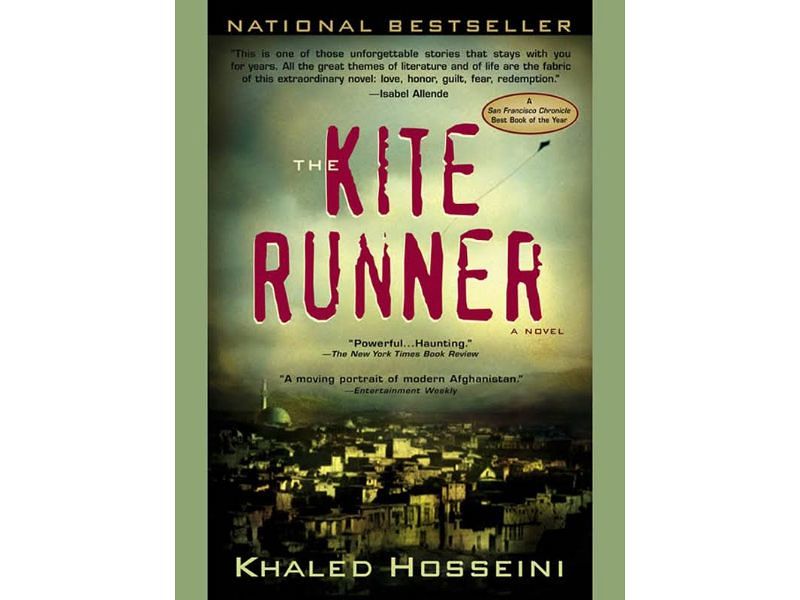 NATIONAL BESTSELLER
"This is one of those unforgettable stories that stays with you
for years. All the great themes of literature and of life are the fabric
of this extraordinary novel: love, honor, guilt, fear, redemption."
—Isabel Allende
A
San Francisco Chronicle
Best Book of the Year
THE KITE
RUNNER
A NOVEL
"Powerful...Haunting."
—The New York Times Book Review
"A moving portrait of modern Afghanistan."
—Entertainment Weekly
KHALED HOSSEINI